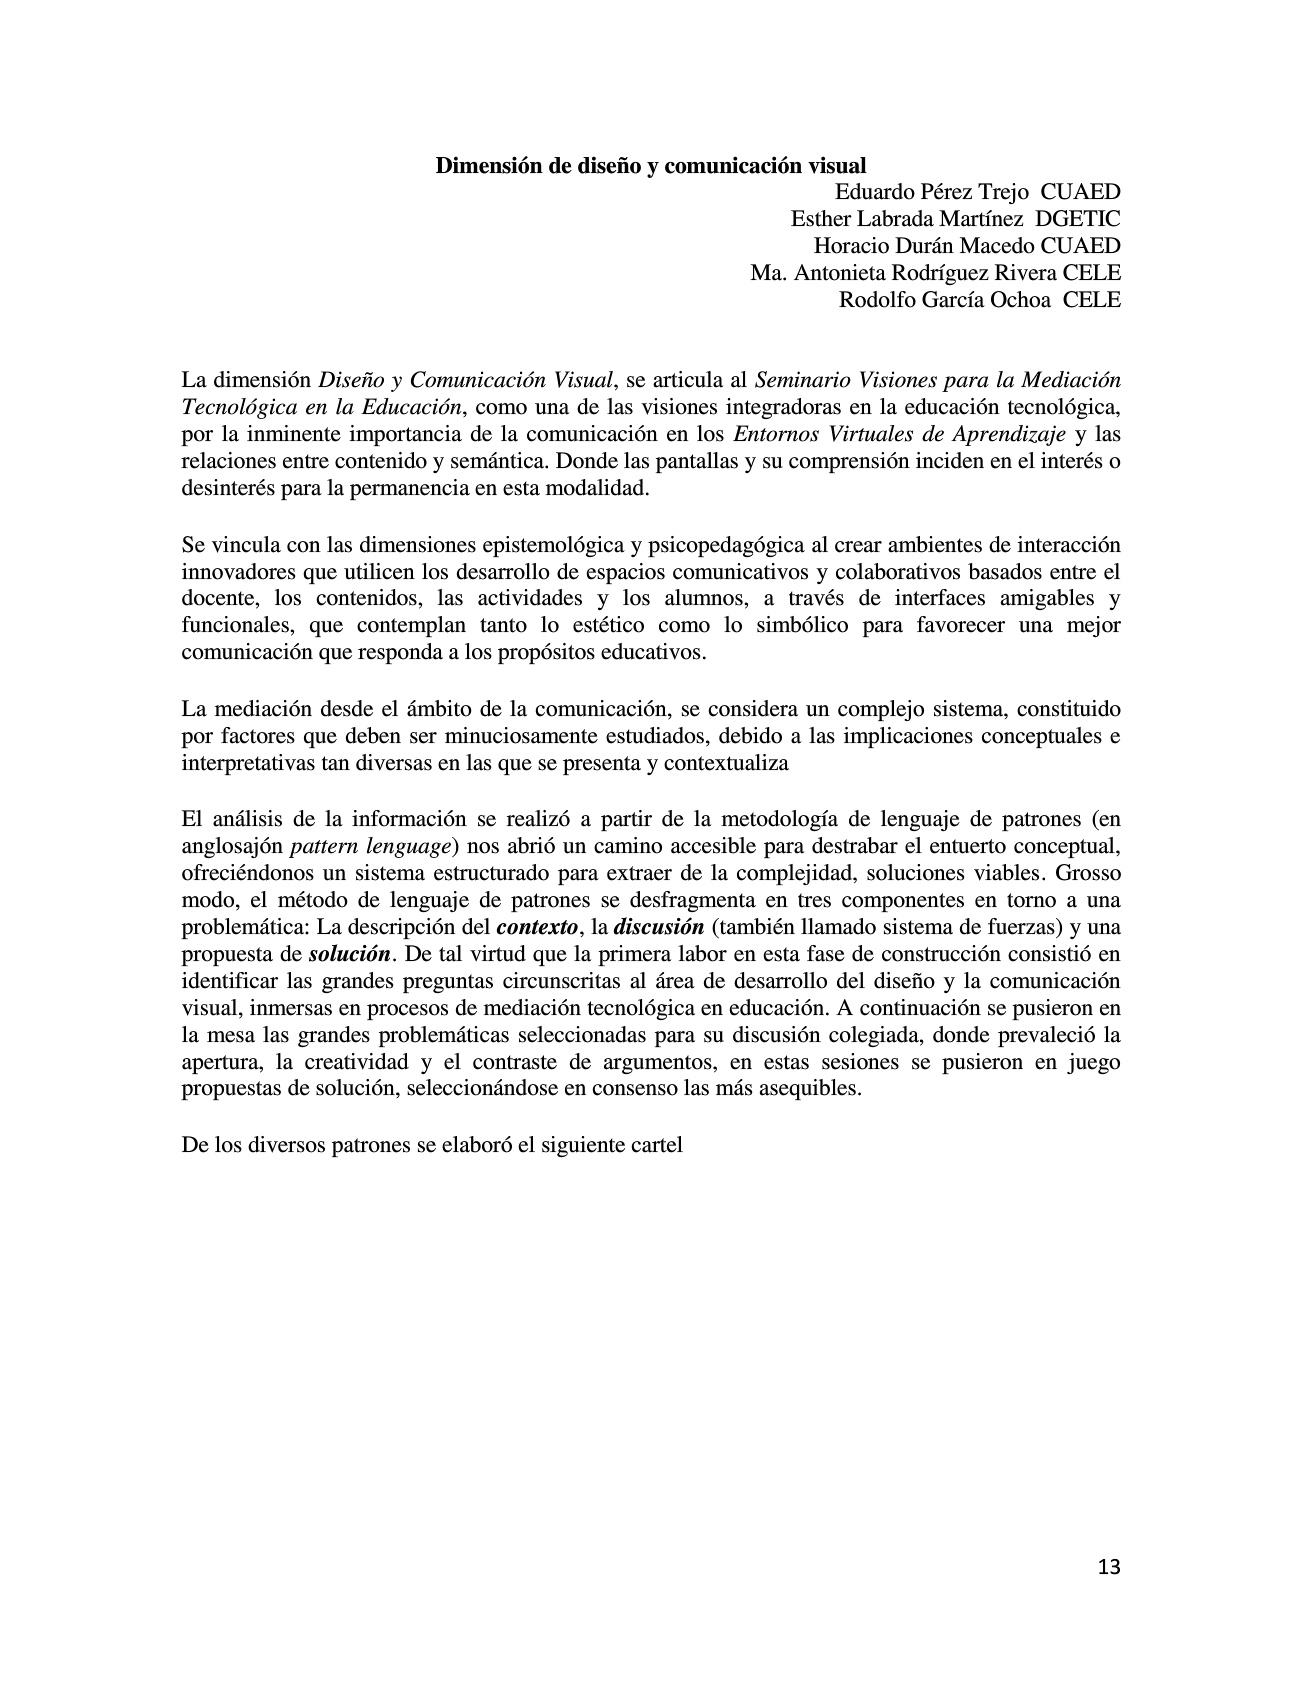 Dimensión de diseño y comunicación visual
Eduardo Pérez Trejo  CUAED
Esther Labrada Martínez  DGETIC
Horacio Durán Macedo CUAED
Ma. Antonieta Rodríguez Rivera CELE
Rodolfo García Ochoa  CELE
La dimensión Diseño y Comunicación Visual, se articula al Seminario Visiones para la Mediación
Tecnológica en la Educación, como una de las visiones integradoras en la educación tecnológica,
por la inminente importancia de la comunicación en los Entornos Virtuales de Aprendizaje y las
relaciones entre contenido y semántica. Donde las pantallas y su comprensión inciden en el interés o
desinterés para la permanencia en esta modalidad.
Se vincula con las dimensiones epistemológica y psicopedagógica al crear ambientes de interacción
innovadores que utilicen los desarrollo de espacios comunicativos y colaborativos basados entre el
docente, los contenidos, las actividades y los alumnos, a través de interfaces amigables y
funcionales, que contemplan tanto lo estético como lo simbólico para favorecer una mejor
comunicación que responda a los propósitos educativos.
La mediación desde el ámbito de la comunicación, se considera un complejo sistema, constituido
por factores que deben ser minuciosamente estudiados, debido a las implicaciones conceptuales e
interpretativas tan diversas en las que se presenta y contextualiza
El análisis de la información se realizó a partir de la metodología de lenguaje de patrones (en
anglosajón pattern lenguage) nos abrió un camino accesible para destrabar el entuerto conceptual,
ofreciéndonos un sistema estructurado para extraer de la complejidad, soluciones viables. Grosso
modo, el método de lenguaje de patrones se desfragmenta en tres componentes en torno a una
problemática: La descripción del contexto, la discusión (también llamado sistema de fuerzas) y una
propuesta de solución. De tal virtud que la primera labor en esta fase de construcción consistió en
identificar las grandes preguntas circunscritas al área de desarrollo del diseño y la comunicación
visual, inmersas en procesos de mediación tecnológica en educación. A continuación se pusieron en
la mesa las grandes problemáticas seleccionadas para su discusión colegiada, donde prevaleció la
apertura, la creatividad y el contraste de argumentos, en estas sesiones se pusieron en juego
propuestas de solución, seleccionándose en consenso las más asequibles.
De los diversos patrones se elaboró el siguiente cartel
13